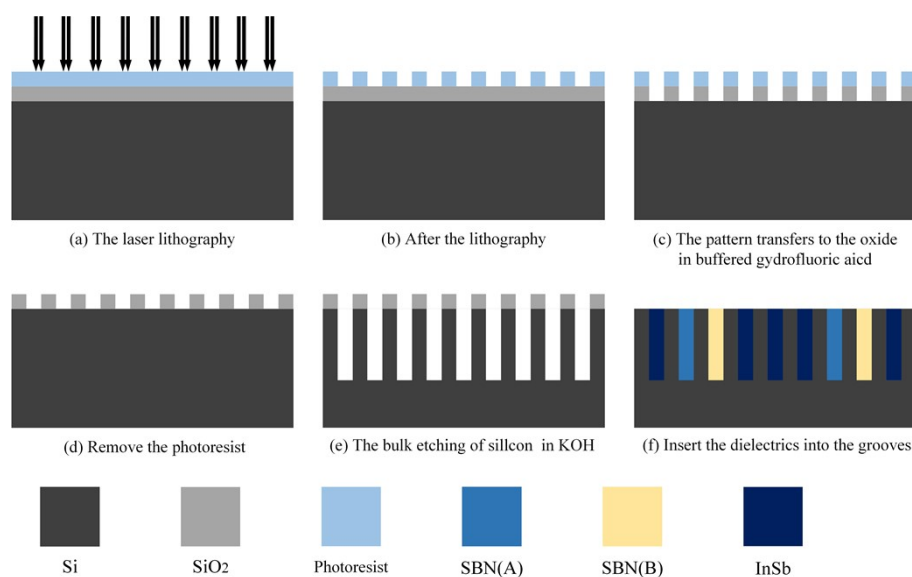 (a) The laser lithography
(b) After the lithography
(c) The pattern transfers to the oxide
in buffered gydrofluoric aicd
(d) Remove the photoresist
(e) The bulk etching of sillcon in KOH
(f) Insert the dielectrics into the grooves
Si
SiO2
Photoresist
SBN(A)
SBN(B)
InSb